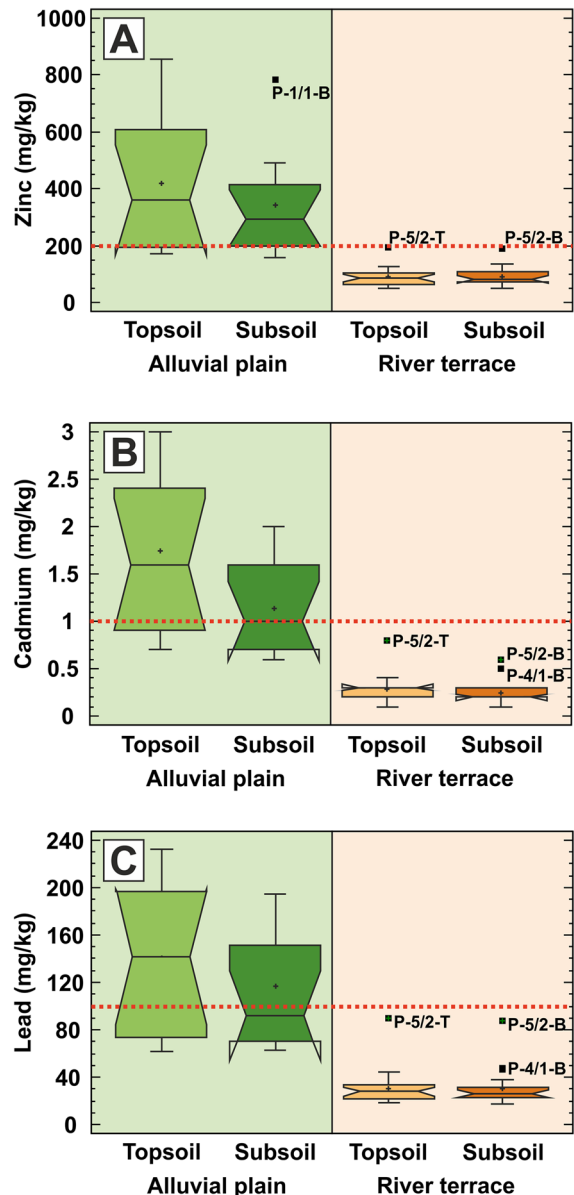 A
Zinc (mg/kg)
1000
800
600
400
200
0
P-1/1-B
P-5/2-T
P-5/2-B
Topsoil Subsoil Topsoil Subsoil
Alluvial plain River terrace
B
Cadmium (mg/kg)
3
2.5
2
1.5
1
0.5
0
P-5/2-T
P-5/2-B
P-4/1-B
Topsoil Subsoil Topsoil Subsoil
Alluvial plain River terrace
C
Lead (mg/kg)
240
200
160
120
80
40
0
P-5/2-T
P-5/2-B
P-4/1-B
Topsoil Subsoil Topsoil Subsoil
Alluvial plain River terrace